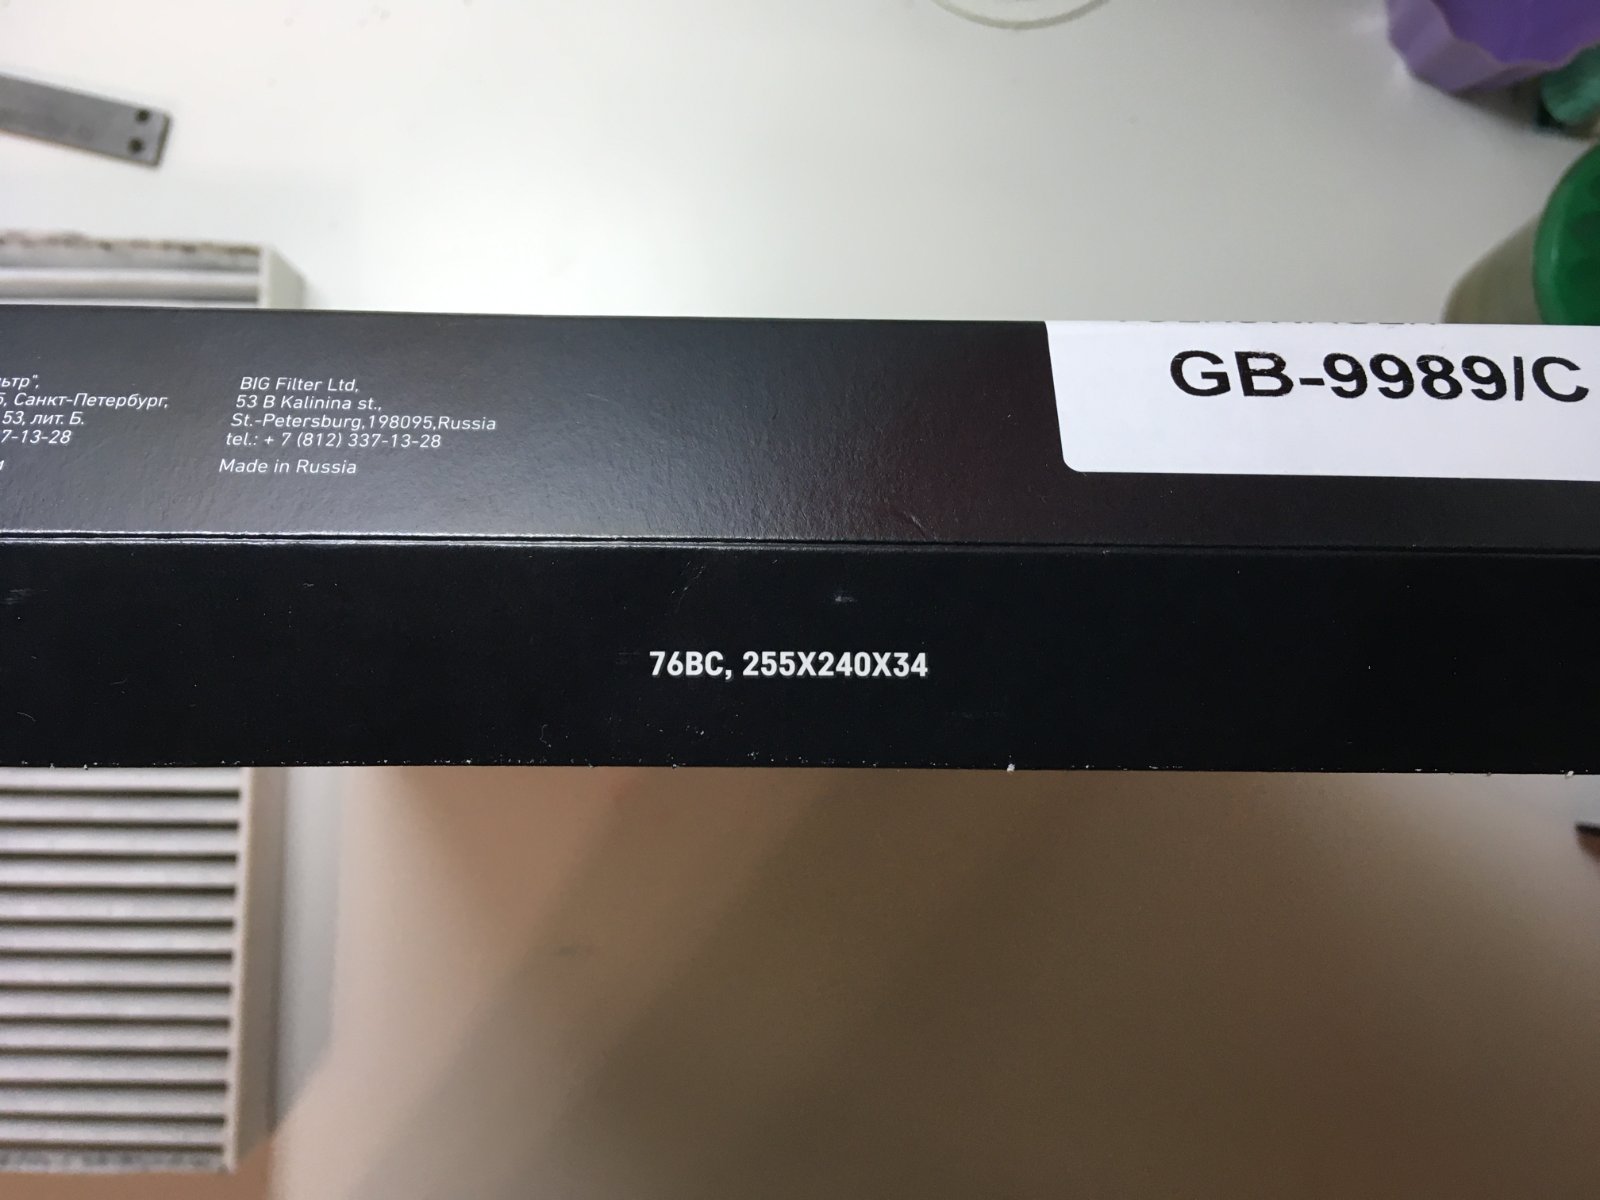 GB-9989/C
ьтр",
, Санкт-Петербург,
53, лит. Б.
7-13-28
BIG Filter Ltd,
53 B Kalinina st.,
St.-Petersburg,198095,Russia
tel.: + 7 (812) 337-13-28
Made in Russia
76BC, 255X240X34